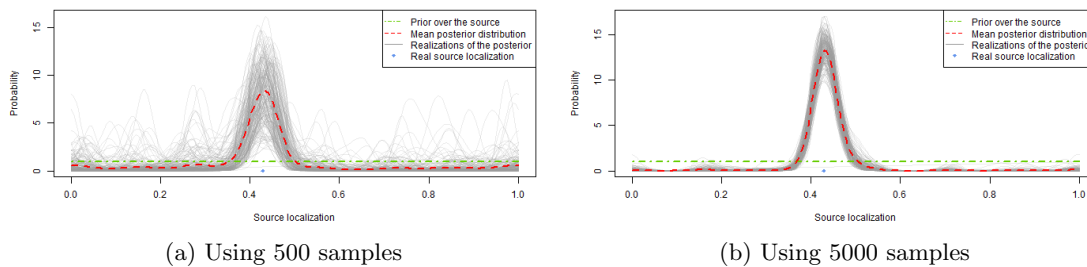 Prior over the source
Mean posterior distribution
Realizations of the posterior
Real source localization
Probability
15
10
5
0
0.0 0.2 0.4 0.6 0.8 1.0
Source localization
(a) Using 500 samples
Prior over the source
Mean posterior distribution
Realizations of the posterior
Real source localization
Probability
15
10
5
0
0.0 0.2 0.4 0.6 0.8 1.0
Source localization
(b) Using 5000 samples